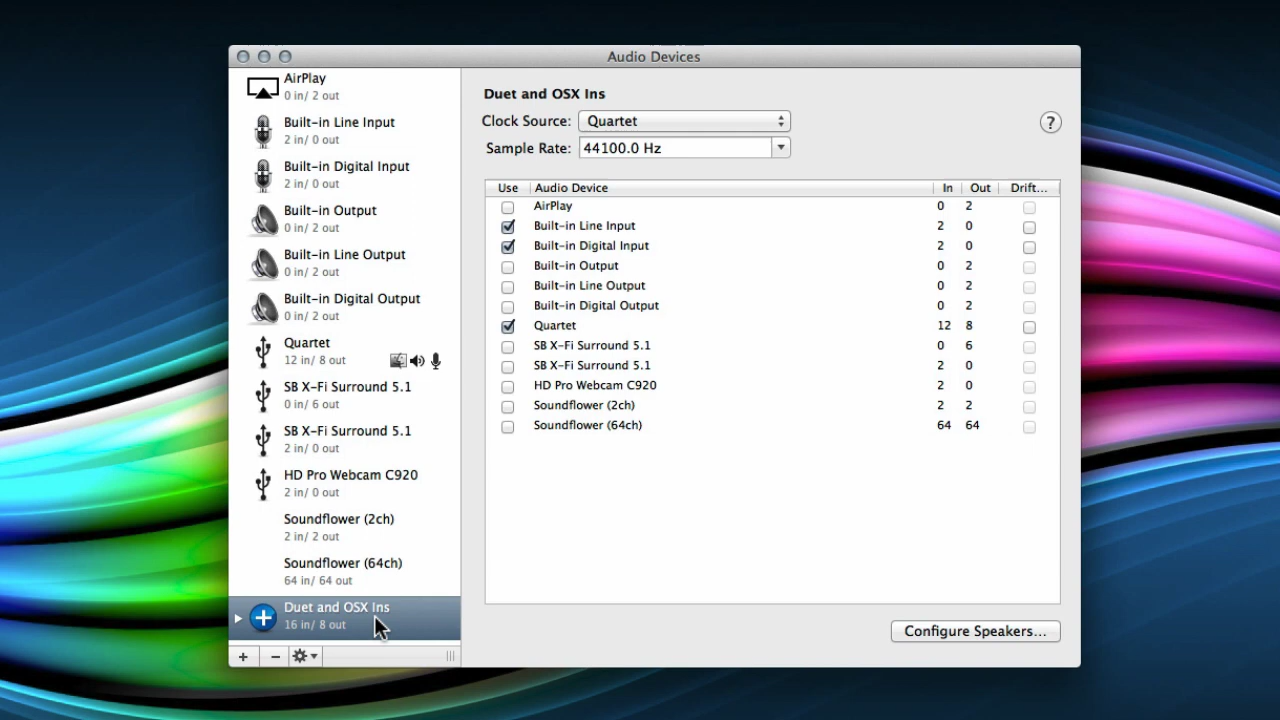 Audio Devices
AirPlay
0 in/ 2 out
Built-in Line Input
2 in/ 0 out
Built-in Digital Input
2 in/ 0 out
Built-in Output
0 in/ 2 out
Built-in Line Output
0 in/ 2 out
Built-in Digital Output
0 in/ 2 out
Quartet
12 in/ 8 out
SB X-Fi Surround 5.1
0 in/ 6 out
SB X-Fi Surround 5.1
2 in/ 0 out
HD Pro Webcam C920
2 in/ 0 out
Soundflower (2ch)
2 in/ 2 out
Soundflower (64ch)
64 in/ 64 out
Duet and OSX Ins
16 in/ 8 out
Duet and OSX Ins
Clock Source: Quartet
?
Sample Rate: 44100.0 Hz
Use Audio Device In Out Drift...
AirPlay 0 2
Built-in Line Input 2 0
Built-in Digital Input 2 0
Built-in Output 0 2
Built-in Line Output 0 2
Built-in Digital Output 0 2
Quartet 12 8
SB X-Fi Surround 5.1 0 6
SB X-Fi Surround 5.1 2 0
HD Pro Webcam C920 2 0
Soundflower (2ch) 2 2
Soundflower (64ch) 64 64
Configure Speakers...